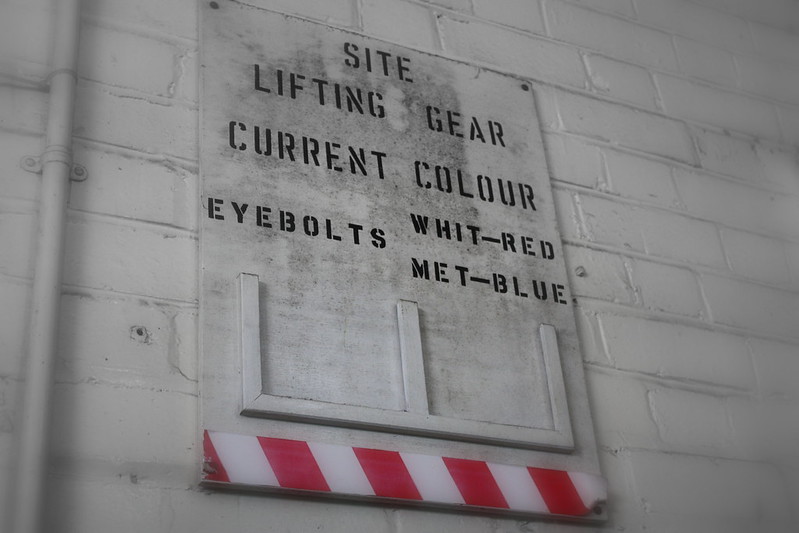 SITE
LIFTING GEAR
CURRENT COLOUR
EYEBOLTS WHIT-RED
MET-BLUE